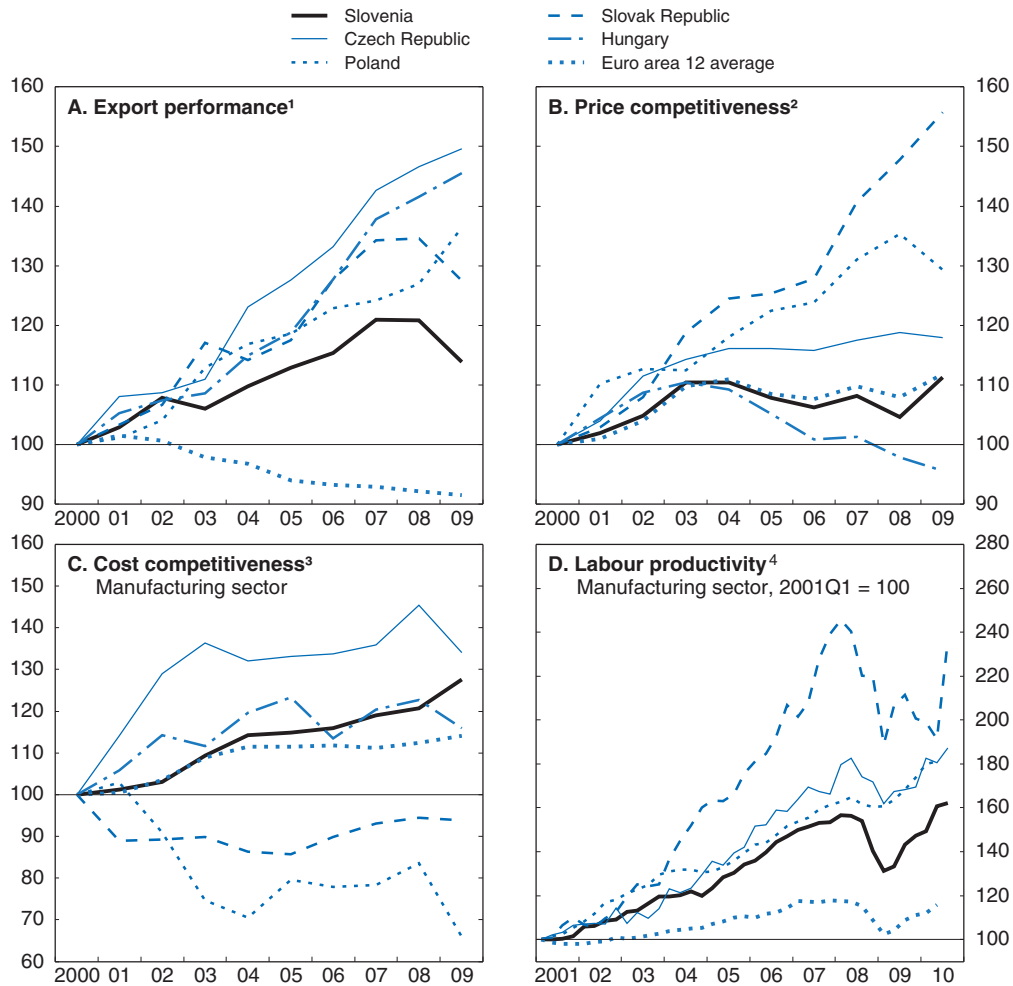 Slovenia
Czech Republic
Poland
Slovak Republic
Hungary
Euro area 12 average
A. Export performance¹
160
150
140
130
120
110
100
90
2000 01 02 03 04 05 06 07 08 09
B. Price competitiveness²
160
150
140
130
120
110
100
90
2000 01 02 03 04 05 06 07 08 09
C. Cost competitiveness³
Manufacturing sector
160
150
140
130
120
110
100
90
80
70
60
2000 01 02 03 04 05 06 07 08 09
D. Labour productivity⁴
Manufacturing sector, 2001Q1 = 100
280
260
240
220
200
180
160
140
120
100
2001 02 03 04 05 06 07 08 09 10